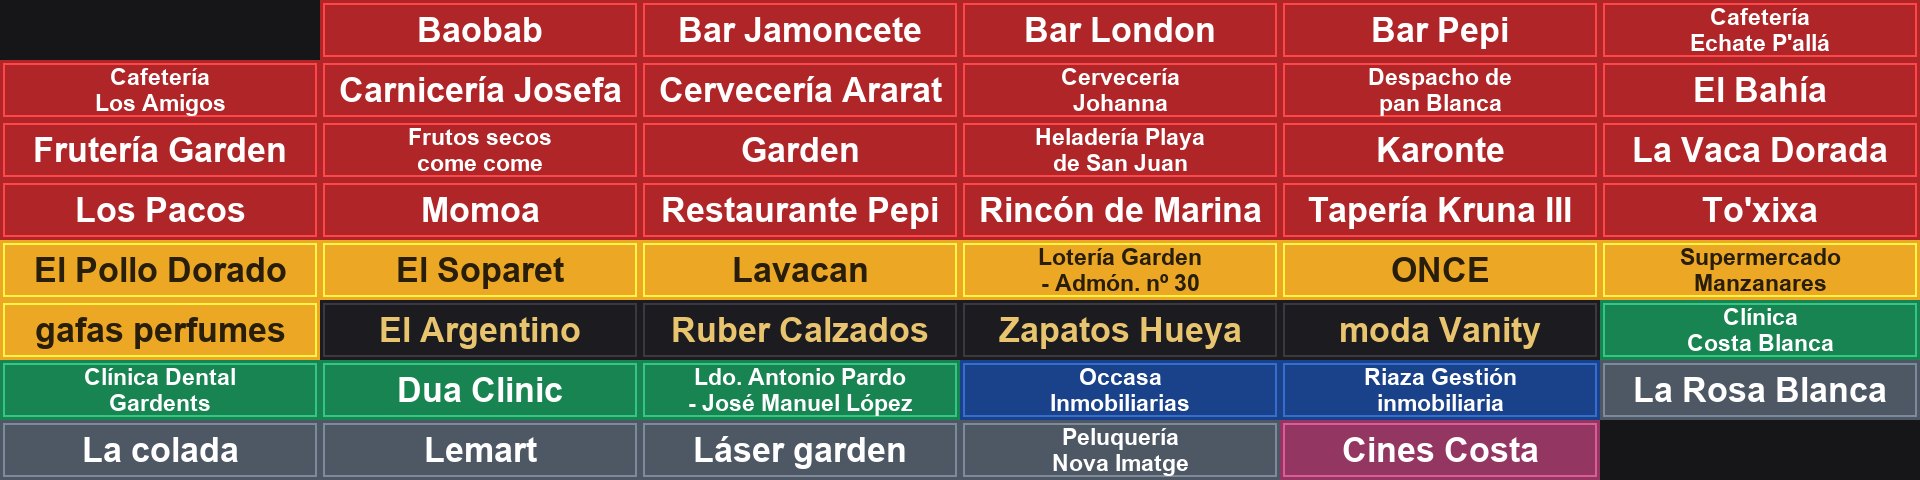 Baobab
Bar Jamoncete
Bar London
Bar Pepi
Cafetería
Echate P'allá
Cafetería
Los Amigos
Carnicería Josefa
Cervecería Ararat
Cervecería
Johanna
Despacho de
pan Blanca
El Bahía
Frutería Garden
Frutos secos
come come
Garden
Heladería Playa
de San Juan
Karonte
La Vaca Dorada
Los Pacos
Momoa
Restaurante Pepi
Rincón de Marina
Tapería Kruna III
To'xixa
El Pollo Dorado
El Soparet
Lavacan
Lotería Garden
- Admón. nº 30
ONCE
Supermercado
Manzanares
gafas perfumes
El Argentino
Ruber Calzados
Zapatos Hueya
moda Vanity
Clínica
Costa Blanca
Clínica Dental
Gardents
Dua Clinic
Ldo. Antonio Pardo
- José Manuel López
Occasa
Inmobiliarias
Riaza Gestión
inmobiliaria
La Rosa Blanca
La colada
Lemart
Láser garden
Peluquería
Nova Imatge
Cines Costa